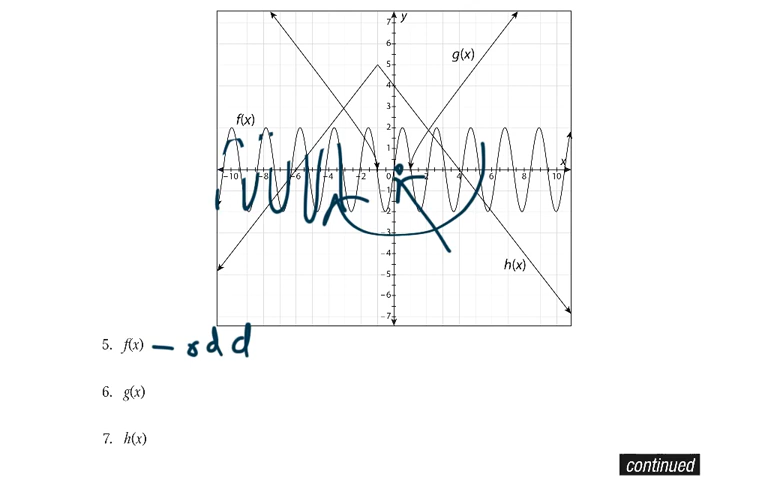 y
7
6
5
4
3
2
1
g(x)
f(x)
x
−10 −8 −6 −4 −2 0 2 4 6 8 10
−1
−2
−3
−4
−5
−6
−7
h(x)
5. f(x) — odd
6. g(x)
7. h(x)
continued